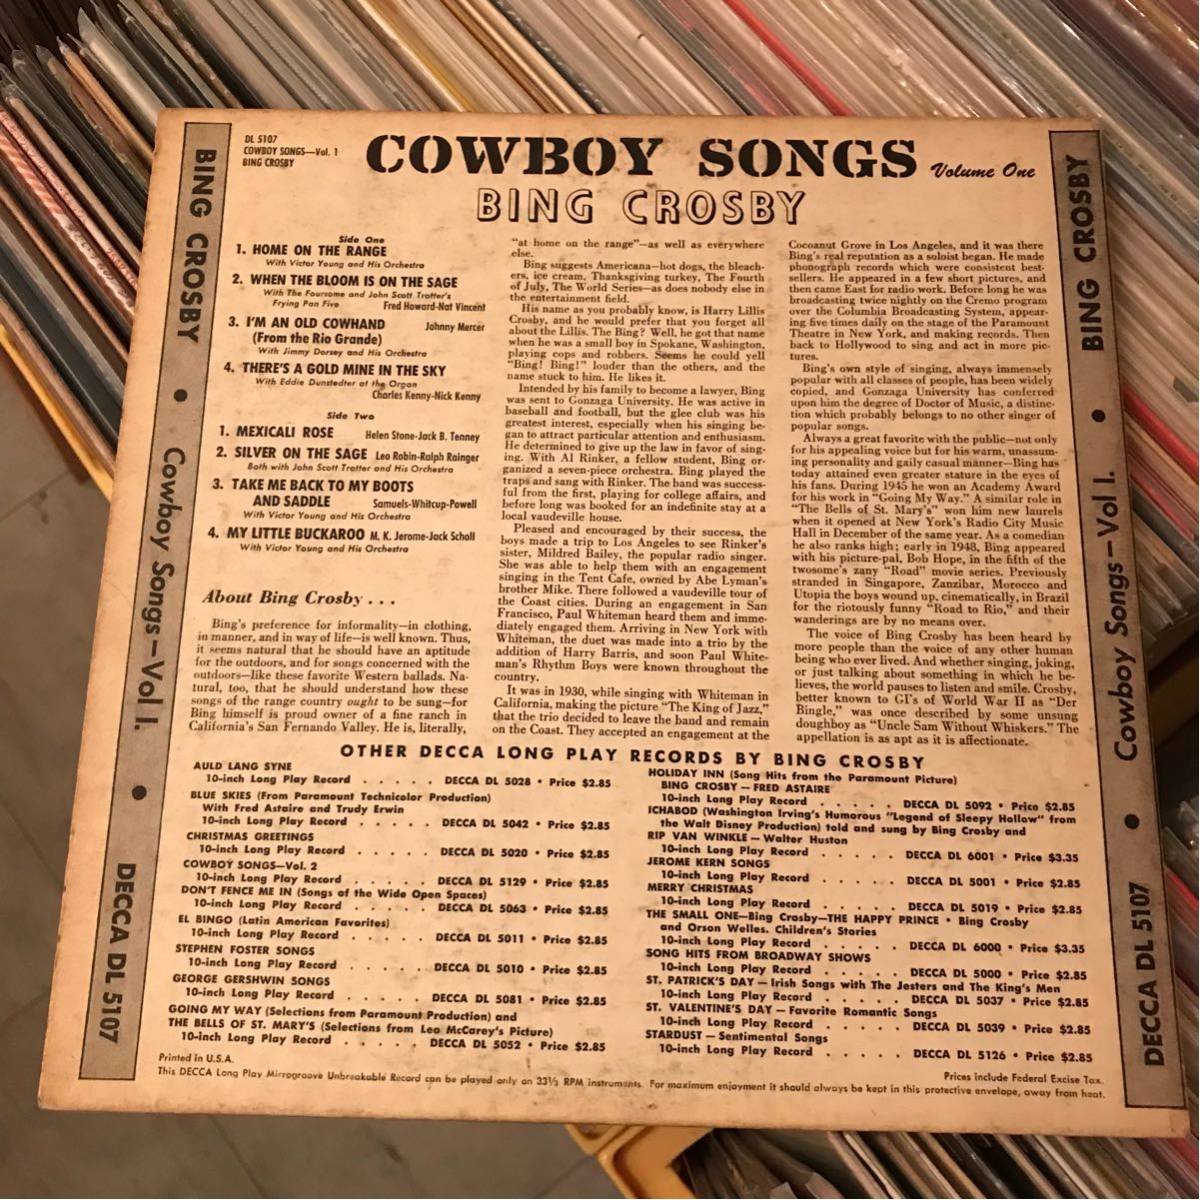 BING CROSBY • Cowboy Songs—Vol I. • DECCA DL 5107
DL 5107
COWBOY SONGS—Vol. 1
BING CROSBY
COWBOY SONGS Volume One
BING CROSBY
Side One
1. HOME ON THE RANGE
With Victor Young and His Orchestra
2. WHEN THE BLOOM IS ON THE SAGE
With The Foursome and John Scott Trotter's
Frying Pan Five Fred Howard-Nat Vincent
3. I'M AN OLD COWHAND Johnny Mercer
(From the Rio Grande)
With Jimmy Dorsey and His Orchestra
4. THERE'S A GOLD MINE IN THE SKY
With Eddie Dunstedter at the Organ
Charles Kenny-Nick Kenny
Side Two
1. MEXICALI ROSE Helen Stone-Jack B. Tenney
2. SILVER ON THE SAGE Leo Robin-Ralph Rainger
Both with John Scott Trotter and His Orchestra
3. TAKE ME BACK TO MY BOOTS
AND SADDLE Samuels-Whitcup-Powell
With Victor Young and His Orchestra
4. MY LITTLE BUCKAROO M. K. Jerome-Jack Scholl
With Victor Young and His Orchestra
About Bing Crosby . . .
Bing's preference for informality—in clothing,
in manner, and in way of life—is well known. Thus,
it seems natural that he should have an aptitude
for the outdoors, and for songs concerned with the
outdoors—like these favorite Western ballads. Na-
tural, too, that he should understand how these
songs of the range country ought to be sung—for
Bing himself is proud owner of a fine ranch in
California's San Fernando Valley. He is, literally,
"at home on the range"—as well as everywhere
else.
Bing suggests Americana—hot dogs, the bleach-
ers, ice cream, Thanksgiving turkey, The Fourth
of July, The World Series—as does nobody else in
the entertainment field.
His name as you probably know, is Harry Lillis
Crosby, and he would prefer that you forget all
about the Lillis. The Bing? Well, he got that name
when he was a small boy in Spokane, Washington,
playing cops and robbers. Seems he could yell
"Bing! Bing!" louder than the others, and the
name stuck to him. He likes it.
Intended by his family to become a lawyer, Bing
was sent to Gonzaga University. He was active in
baseball and football, but the glee club was his
greatest interest, especially when his singing be-
gan to attract particular attention and enthusiasm.
He determined to give up the law in favor of sing-
ing. With Al Rinker, a fellow student, Bing or-
ganized a seven-piece orchestra. Bing played the
traps and sang with Rinker. The band was success-
ful from the first, playing for college affairs, and
before long was booked for an indefinite stay at a
local vaudeville house.
Pleased and encouraged by their success, the
boys made a trip to Los Angeles to see Rinker's
sister, Mildred Bailey, the popular radio singer.
She was able to help them with an engagement
singing in the Tent Cafe, owned by Abe Lyman's
brother Mike. There followed a vaudeville tour of
the Coast cities. During an engagement in San
Francisco, Paul Whiteman heard them and imme-
diately engaged them. Arriving in New York with
Whiteman, the duet was made into a trio by the
addition of Harry Barris, and soon Paul White-
man's Rhythm Boys were known throughout the
country.
It was in 1930, while singing with Whiteman in
California, making the picture "The King of Jazz,"
that the trio decided to leave the band and remain
on the Coast. They accepted an engagement at the
Cocoanut Grove in Los Angeles, and it was there
Bing's real reputation as a soloist began. He made
phonograph records which were consistent best-
sellers. He appeared in a few short pictures, and
then came East for radio work. Before long he was
broadcasting twice nightly on the Cremo program
over the Columbia Broadcasting System, appear-
ing five times daily on the stage of the Paramount
Theatre in New York, and making records. Then
back to Hollywood to sing and act in more pic-
tures.
Bing's own style of singing, always immensely
popular with all classes of people, has been widely
copied, and Gonzaga University has conferred
upon him the degree of Doctor of Music, a distinc-
tion which probably belongs to no other singer of
popular songs.
Always a great favorite with the public—not only
for his appealing voice but for his warm, unassum-
ing personality and gaily casual manner—Bing has
today attained even greater stature in the eyes of
his fans. During 1945 he won an Academy Award
for his work in "Going My Way." A similar role in
"The Bells of St. Mary's" won him new laurels
when it opened at New York's Radio City Music
Hall in December of the same year. As a comedian
he also ranks high; early in 1948, Bing appeared
with his picture-pal, Bob Hope, in the fifth of the
twosome's zany "Road" movie series. Previously
stranded in Singapore, Zanzibar, Morocco and
Utopia the boys wound up, cinematically, in Brazil
for the riotously funny "Road to Rio," and their
wanderings are by no means over.
The voice of Bing Crosby has been heard by
more people than the voice of any other human
being who ever lived. And whether singing, joking,
or just talking about something in which he be-
lieves, the world pauses to listen and smile. Crosby,
better known to GI's of World War II as "Der
Bingle," was once described by some unsung
doughboy as "Uncle Sam Without Whiskers." The
appellation is as apt as it is affectionate.
OTHER DECCA LONG PLAY RECORDS BY BING CROSBY
AULD LANG SYNE
10-inch Long Play Record . . . . . DECCA DL 5028 • Price $2.85
BLUE SKIES (From Paramount Technicolor Production)
With Fred Astaire and Trudy Erwin
10-inch Long Play Record . . . . . DECCA DL 5042 • Price $2.85
CHRISTMAS GREETINGS
10-inch Long Play Record . . . . . DECCA DL 5020 • Price $2.85
COWBOY SONGS—Vol. 2
10-inch Long Play Record . . . . . DECCA DL 5129 • Price $2.85
DON'T FENCE ME IN (Songs of the Wide Open Spaces)
10-inch Long Play Record . . . . . DECCA DL 5063 • Price $2.85
EL BINGO (Latin American Favorites)
10-inch Long Play Record . . . . . DECCA DL 5011 • Price $2.85
STEPHEN FOSTER SONGS
10-inch Long Play Record . . . . . DECCA DL 5010 • Price $2.85
GEORGE GERSHWIN SONGS
10-inch Long Play Record . . . . . DECCA DL 5081 • Price $2.85
GOING MY WAY (Selections from Paramount Production) and
THE BELLS OF ST. MARY'S (Selections from Leo McCarey's Picture)
10-inch Long Play Record . . . . . DECCA DL 5052 • Price $2.85
HOLIDAY INN (Song Hits from the Paramount Picture)
BING CROSBY — FRED ASTAIRE
10-inch Long Play Record . . . . . DECCA DL 5092 • Price $2.85
ICHABOD (Washington Irving's Humorous "Legend of Sleepy Hollow" from
the Walt Disney Production) told and sung by Bing Crosby and
RIP VAN WINKLE — Walter Huston
10-inch Long Play Record . . . . . DECCA DL 6001 • Price $3.35
JEROME KERN SONGS
10-inch Long Play Record . . . . . DECCA DL 5001 • Price $2.85
MERRY CHRISTMAS
10-inch Long Play Record . . . . . DECCA DL 5019 • Price $2.85
THE SMALL ONE—Bing Crosby—THE HAPPY PRINCE • Bing Crosby
and Orson Welles. Children's Stories
10-inch Long Play Record . . . . . DECCA DL 6000 • Price $3.35
SONG HITS FROM BROADWAY SHOWS
10-inch Long Play Record . . . . . DECCA DL 5000 • Price $2.85
ST. PATRICK'S DAY — Irish Songs with The Jesters and The King's Men
10-inch Long Play Record . . . . . DECCA DL 5037 • Price $2.85
ST. VALENTINE'S DAY — Favorite Romantic Songs
10-inch Long Play Record . . . . . DECCA DL 5039 • Price $2.85
STARDUST — Sentimental Songs
10-inch Long Play Record . . . . . DECCA DL 5126 • Price $2.85
Printed in U.S.A. Prices include Federal Excise Tax.
This DECCA Long Play Mirrogroove Unbreakable Record can be played only on 33⅓ RPM instruments. For maximum enjoyment it should always be kept in this protective envelope, away from heat.
BING CROSBY • Cowboy Songs—Vol I. • DECCA DL 5107